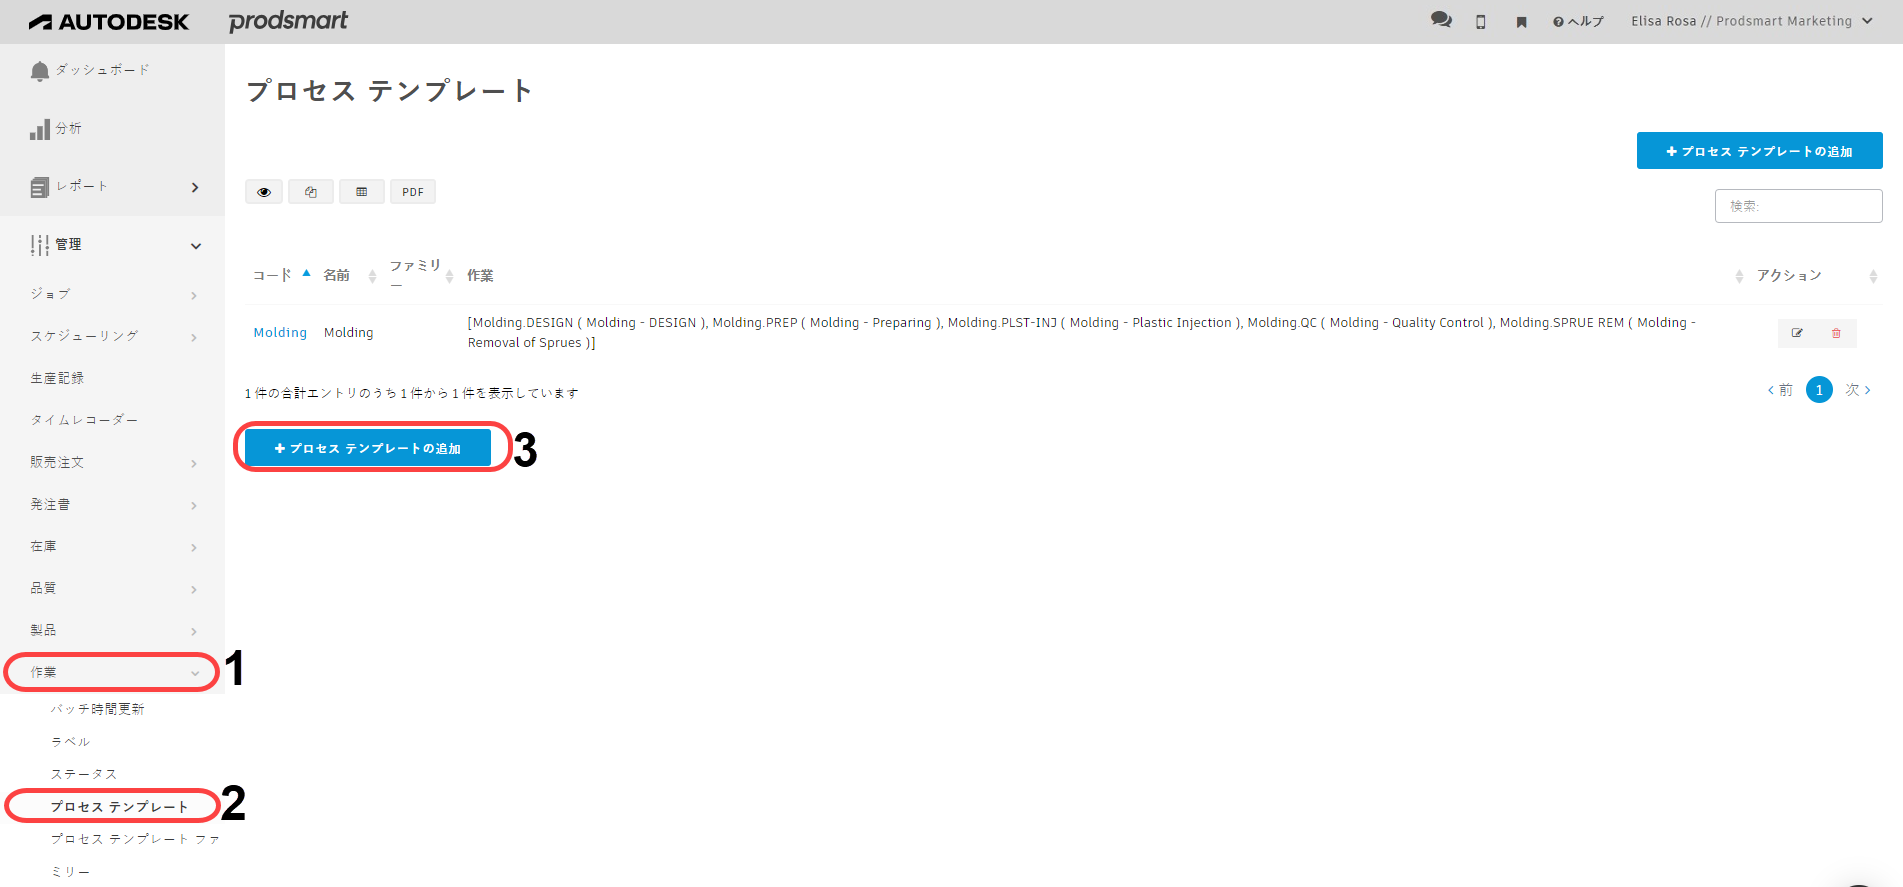 AUTODESK prodsmart
ヘルプ Elisa Rosa // Prodsmart Marketing
ダッシュボード
分析
レポート
管理
ジョブ
スケジューリング
生産記録
タイムレコーダー
販売注文
発注書
在庫
品質
製品
作業
1
バッチ時間更新
ラベル
ステータス
プロセス テンプレート
2
プロセス テンプレート ファ
ミリー
プロセス テンプレート
プロセス テンプレートの追加
PDF
検索:
コード 名前 ファミリー 作業 アクション
Molding Molding [Molding.DESIGN ( Molding - DESIGN ), Molding.PREP ( Molding - Preparing ), Molding.PLST-INJ ( Molding - Plastic Injection ), Molding.QC ( Molding - Quality Control ), Molding.SPRUE REM ( Molding -
Removal of Sprues )]
1 件の合計エントリのうち 1 件から 1 件を表示しています
前 1 次
プロセス テンプレートの追加
3